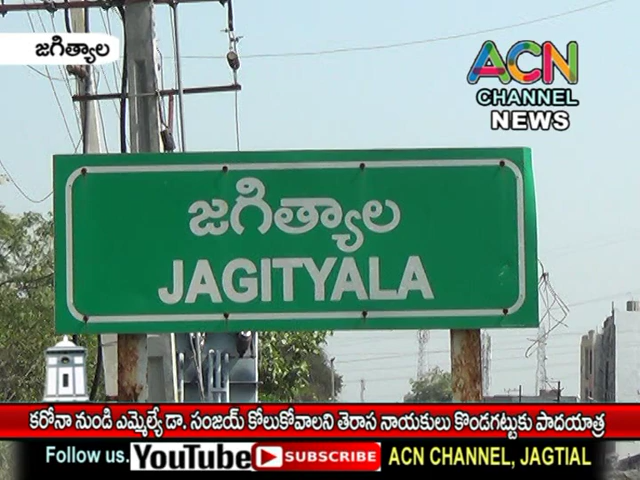 జగిత్యాల
ACN
CHANNEL
NEWS
జగిత్యాల
JAGITYALA
కరోనా నుండి ఎమ్మెల్యే డా. సంజయ్ కోలుకోవాలని తెరాస నాయకులు కొండగట్టుకు పాదయాత్ర
Follow us. YouTube SUBSCRIBE ACN CHANNEL, JAGTIAL